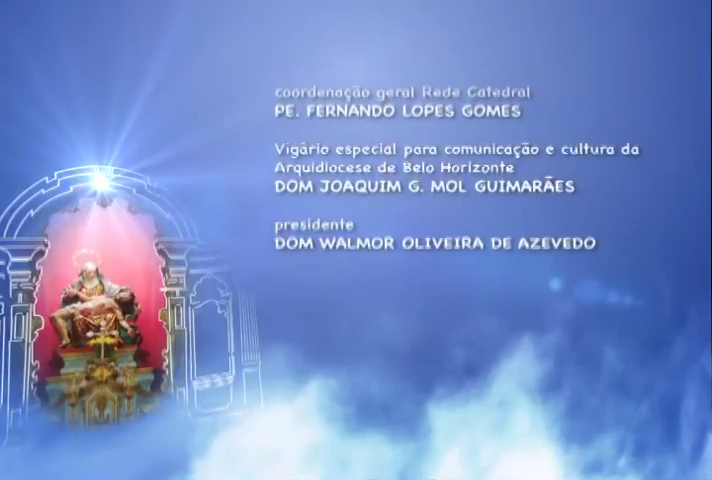 coordenação geral Rede Catedral
PE. FERNANDO LOPES GOMES
Vigário especial para comunicação e cultura da
Arquidiocese de Belo Horizonte
DOM JOAQUIM G. MOL GUIMARÃES
presidente
DOM WALMOR OLIVEIRA DE AZEVEDO